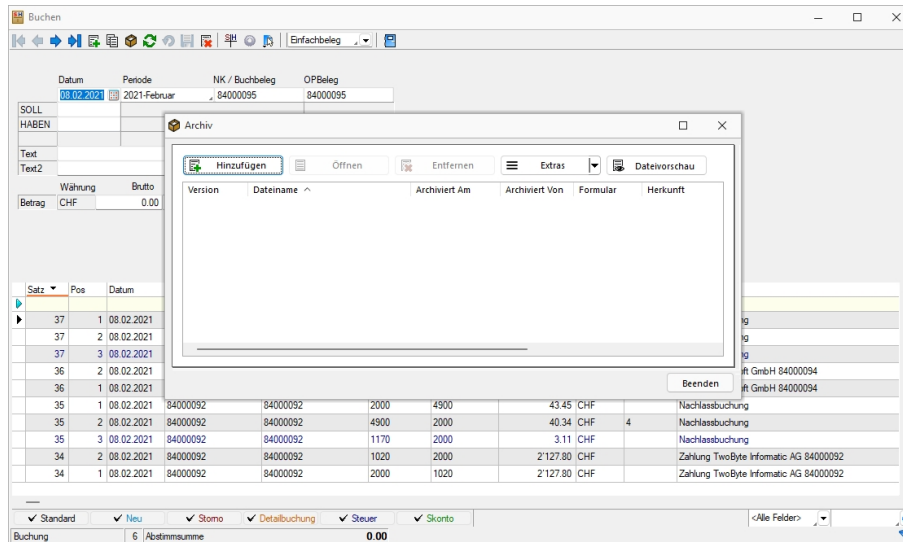 Buchen
Einfachbeleg
Datum Periode NK / Buchbeleg OPBeleg
08.02.2021 2021-Februar 84000095 84000095
SOLL
HABEN
Text
Text2
Währung Brutto
Betrag CHF 0.00
Archiv
Hinzufügen Öffnen Entfernen Extras Dateivorschau
Version Dateiname Archiviert Am Archiviert Von Formular Herkunft
Beenden
Satz Pos Datum
37 1 08.02.2021
37 2 08.02.2021
37 3 08.02.2021
36 2 08.02.2021 GmbH 84000094
36 1 08.02.2021 GmbH 84000094
35 1 08.02.2021 84000092 84000092 2000 4900 43.45 CHF Nachlassbuchung
35 2 08.02.2021 84000092 84000092 4900 2000 40.34 CHF 4 Nachlassbuchung
35 3 08.02.2021 84000092 84000092 1170 2000 3.11 CHF Nachlassbuchung
34 2 08.02.2021 84000092 84000092 1020 2000 2'127.80 CHF Zahlung TwoByte Informatic AG 84000092
34 1 08.02.2021 84000092 84000092 2000 1020 2'127.80 CHF Zahlung TwoByte Informatic AG 84000092
Standard Neu Storno Detailbuchung Steuer Skonto <Alle Felder>
Buchung 6 Abstimmsumme 0.00